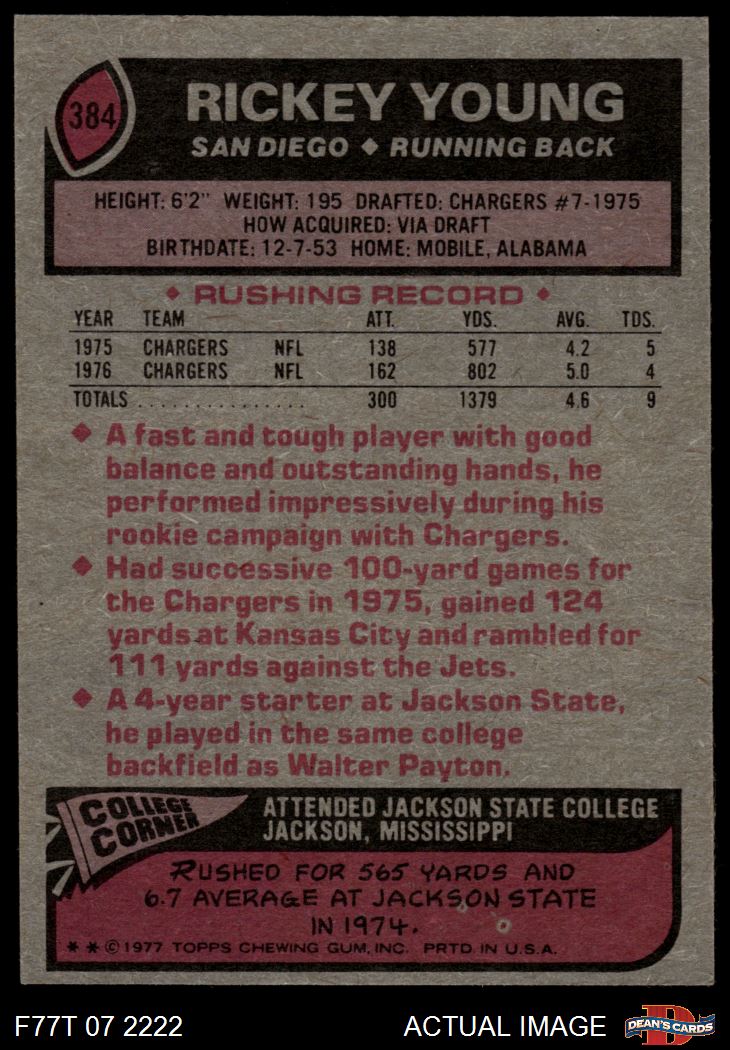 384
RICKEY YOUNG
SAN DIEGO ◆ RUNNING BACK
HEIGHT: 6'2" WEIGHT: 195 DRAFTED: CHARGERS #7-1975
HOW ACQUIRED: VIA DRAFT
BIRTHDATE: 12-7-53 HOME: MOBILE, ALABAMA
◆ RUSHING RECORD ◆
YEAR TEAM ATT. YDS. AVG. TDS.
1975 CHARGERS NFL 138 577 4.2 5
1976 CHARGERS NFL 162 802 5.0 4
TOTALS . . . . . . . . . . . . . . . 300 1379 4.6 9
◆ A fast and tough player with good
balance and outstanding hands, he
performed impressively during his
rookie campaign with Chargers.
◆ Had successive 100-yard games for
the Chargers in 1975, gained 124
yards at Kansas City and rambled for
111 yards against the Jets.
◆ A 4-year starter at Jackson State,
he played in the same college
backfield as Walter Payton.
COLLEGE
CORNER
ATTENDED JACKSON STATE COLLEGE
JACKSON, MISSISSIPPI
RUSHED FOR 565 YARDS AND
6.7 AVERAGE AT JACKSON STATE
IN 1974.
* * © 1977 TOPPS CHEWING GUM, INC. PRTD. IN U.S.A.
F77T 07 2222
ACTUAL IMAGE
D
DEAN'S CARDS